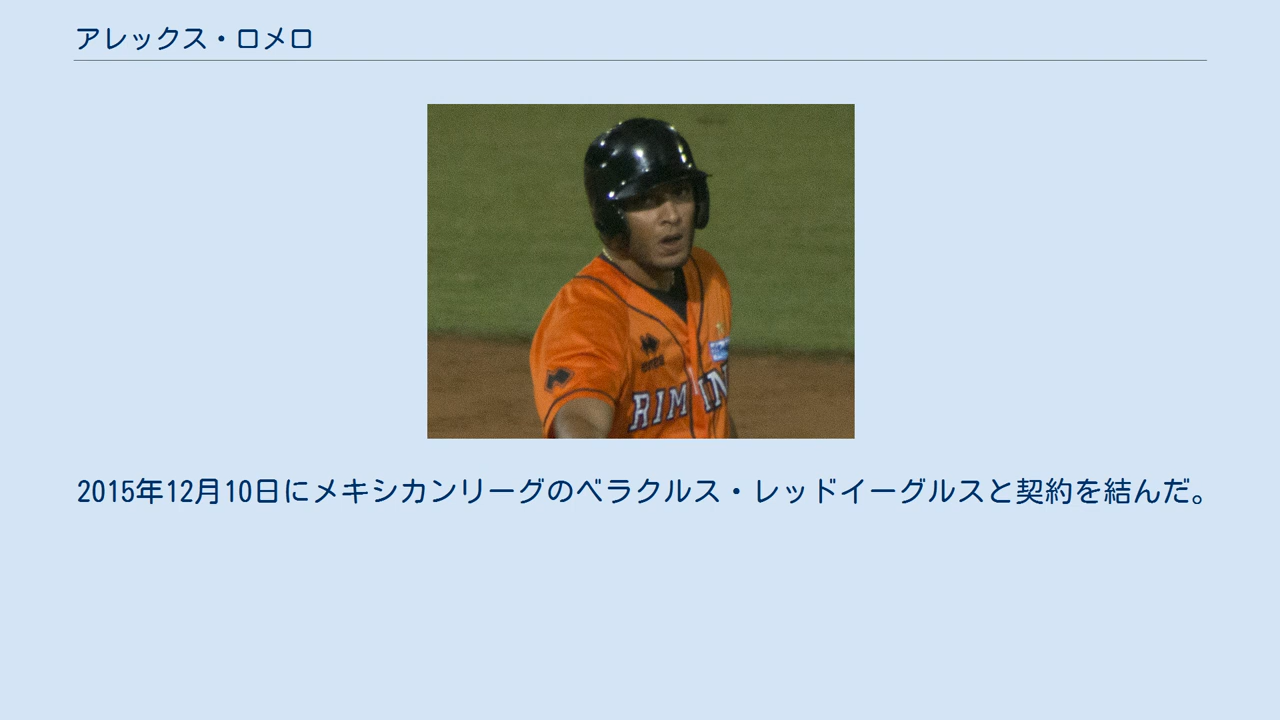 アレックス・ロメロ
RIMINI
2015年12月10日にメキシカンリーグのベラクルス・レッドイーグルスと契約を結んだ。